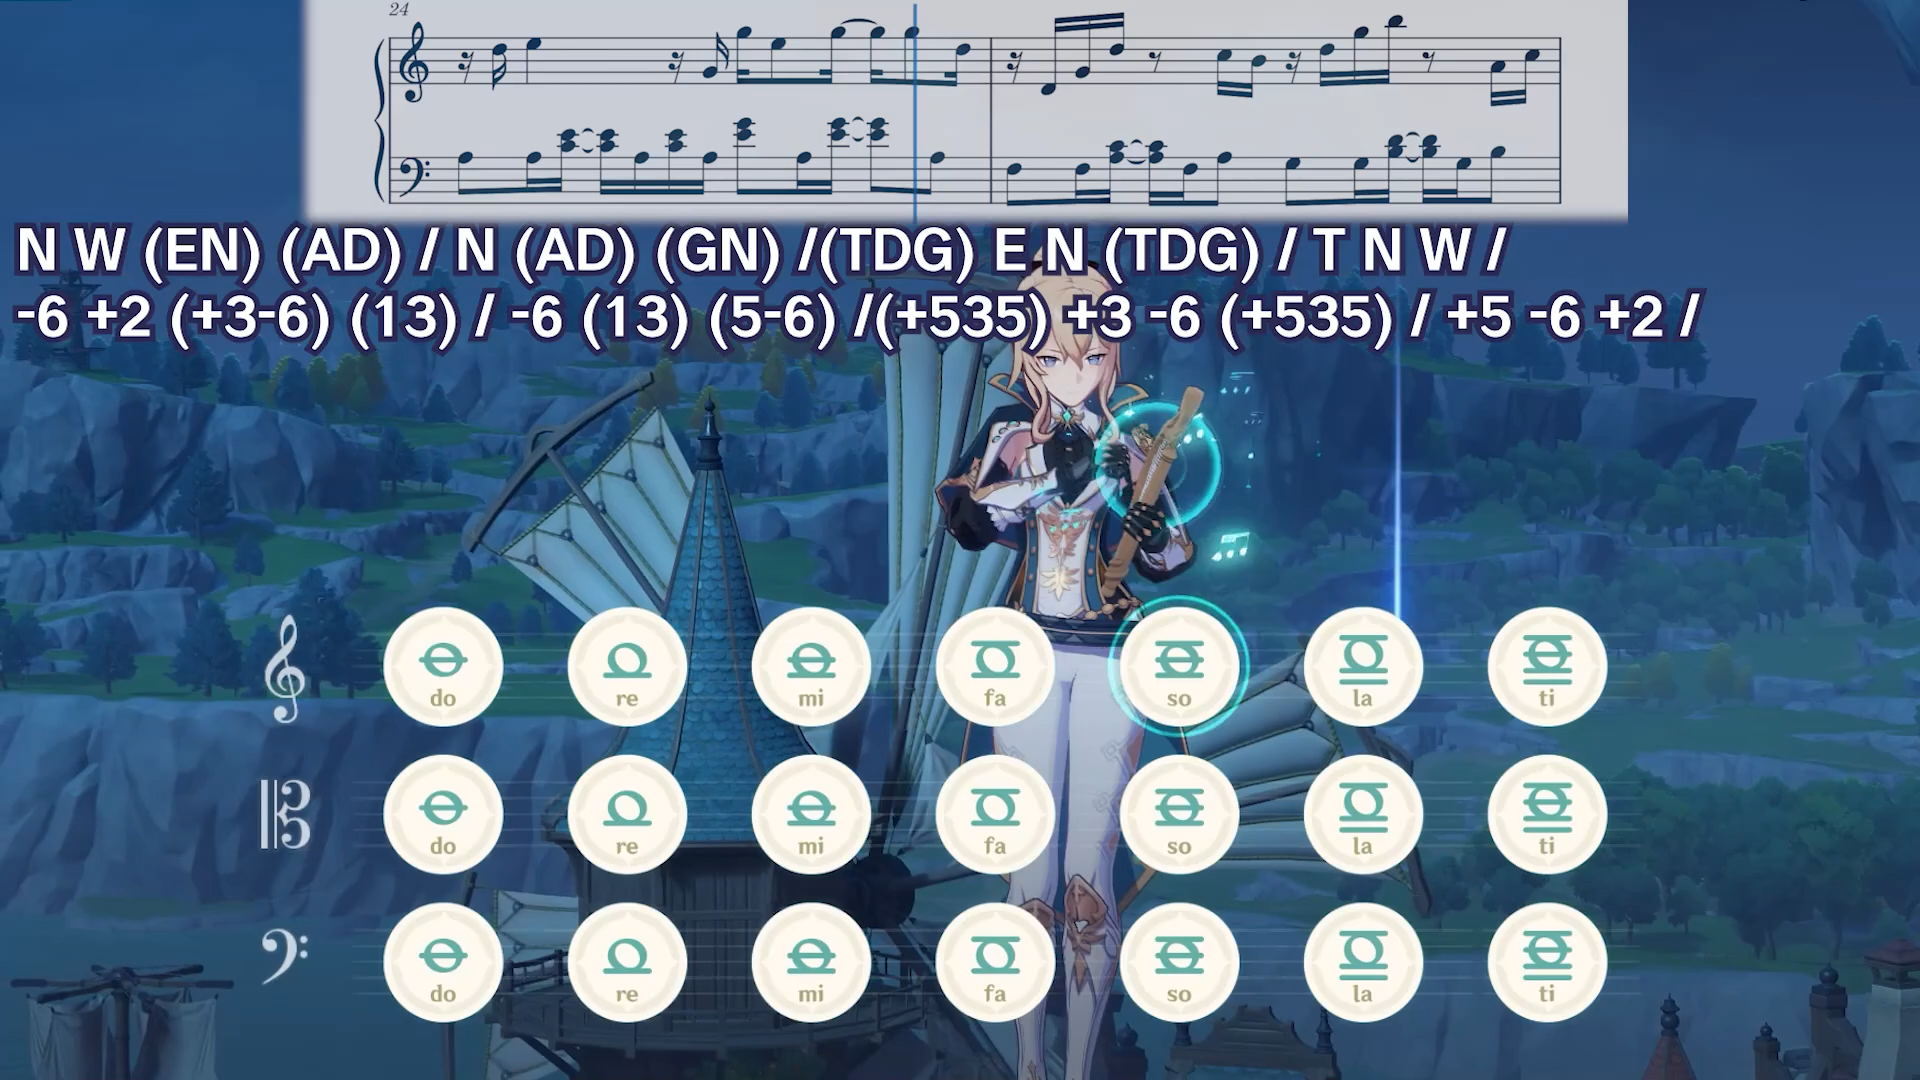 24
N W (EN) (AD) / N (AD) (GN) /(TDG) E N (TDG) / T N W /
-6 +2 (+3-6) (13) / -6 (13) (5-6) /(+535) +3 -6 (+535) / +5 -6 +2 /
do re mi fa so la ti
do re mi fa so la ti
do re mi fa so la ti